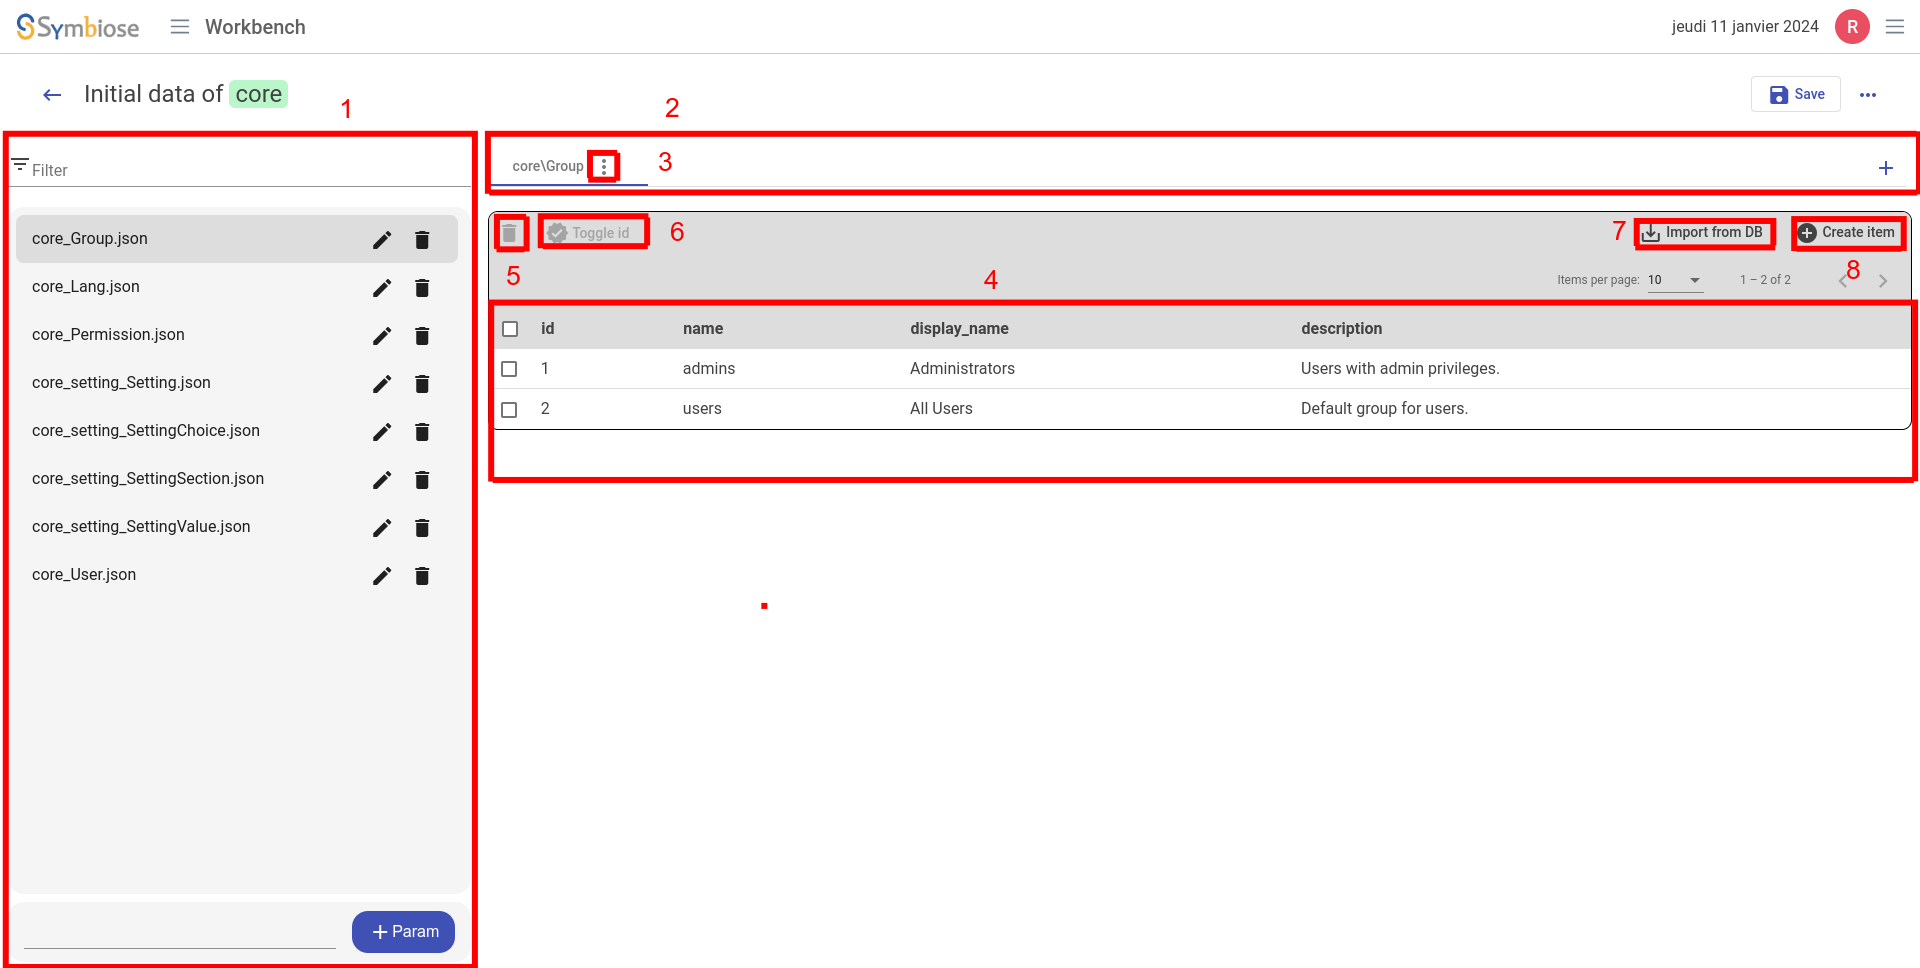 Symbiose
Workbench
jeudi 11 janvier 2024
R
Initial data of core
Save
1
2
Filter
core_Group.json
core_Lang.json
core_Permission.json
core_setting_Setting.json
core_setting_SettingChoice.json
core_setting_SettingSection.json
core_setting_SettingValue.json
core_User.json
+ Param
core\Group
3
+
Toggle id
6
7
Import from DB
Create item
5
4
Items per page: 10
1 – 2 of 2
8
id name display_name description
1 admins Administrators Users with admin privileges.
2 users All Users Default group for users.